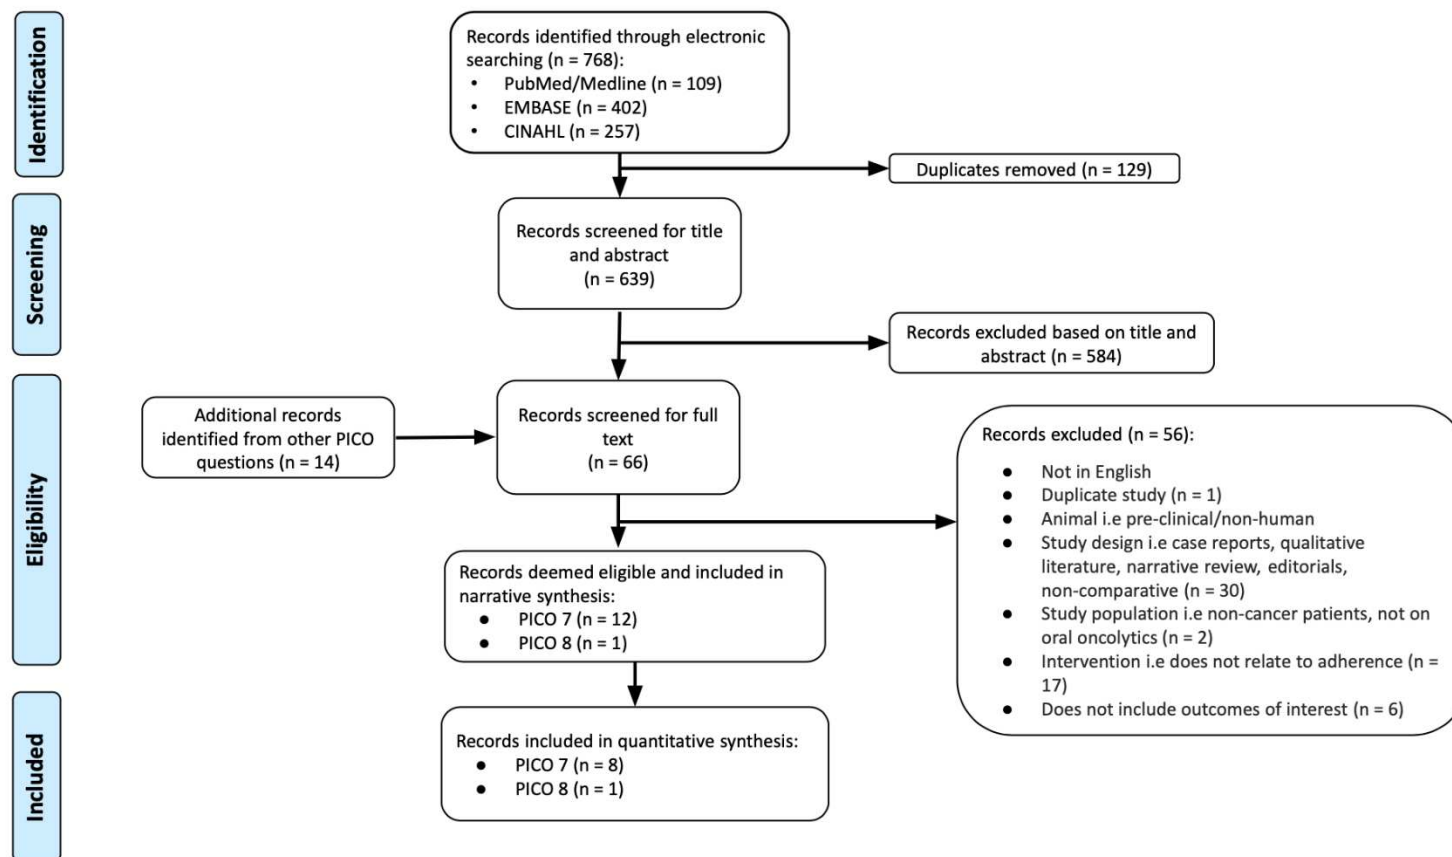 Identification
Records identified through electronic
searching (n = 768):
• PubMed/Medline (n = 109)
• EMBASE (n = 402)
• CINAHL (n = 257)
Duplicates removed (n = 129)
Screening
Records screened for title
and abstract
(n = 639)
Records excluded based on title and
abstract (n = 584)
Eligibility
Additional records
identified from other PICO
questions (n = 14)
Records screened for full
text
(n = 66)
Records excluded (n = 56):
● Not in English
● Duplicate study (n = 1)
● Animal i.e pre-clinical/non-human
● Study design i.e case reports, qualitative
literature, narrative review, editorials,
non-comparative (n = 30)
● Study population i.e non-cancer patients, not on
oral oncolytics (n = 2)
● Intervention i.e does not relate to adherence (n =
17)
● Does not include outcomes of interest (n = 6)
Records deemed eligible and included in
narrative synthesis:
● PICO 7 (n = 12)
● PICO 8 (n = 1)
Included
Records included in quantitative synthesis:
● PICO 7 (n = 8)
● PICO 8 (n = 1)